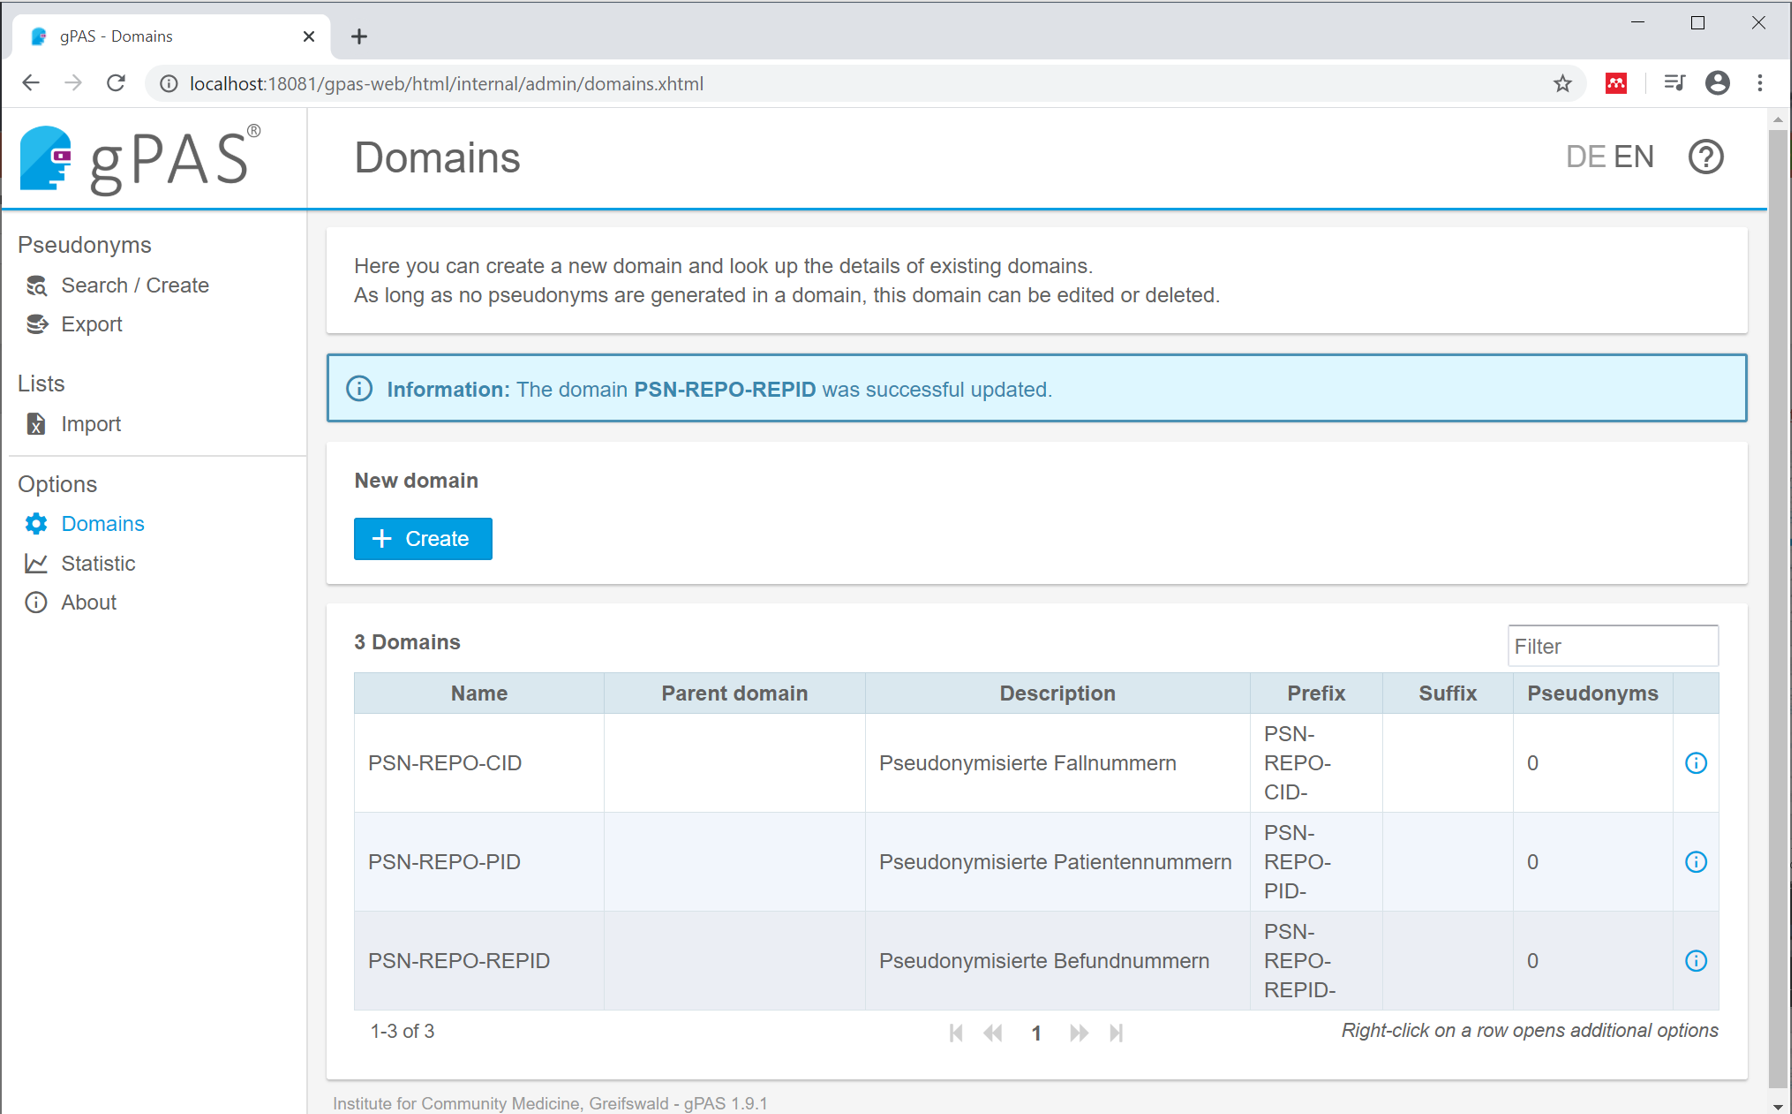 gPAS - Domains
localhost:18081/gpas-web/html/internal/admin/domains.xhtml
gPAS®
Domains
DE EN
Pseudonyms
Search / Create
Export
Lists
Import
Options
Domains
Statistic
About
Here you can create a new domain and look up the details of existing domains.
As long as no pseudonyms are generated in a domain, this domain can be edited or deleted.
Information: The domain PSN-REPO-REPID was successful updated.
New domain
+ Create
3 Domains
Filter
Name Parent domain Description Prefix Suffix Pseudonyms
PSN-REPO-CID Pseudonymisierte Fallnummern PSN-
REPO-
CID- 0
PSN-REPO-PID Pseudonymisierte Patientennummern PSN-
REPO-
PID- 0
PSN-REPO-REPID Pseudonymisierte Befundnummern PSN-
REPO-
REPID- 0
1-3 of 3
1
Right-click on a row opens additional options
Institute for Community Medicine, Greifswald - gPAS 1.9.1